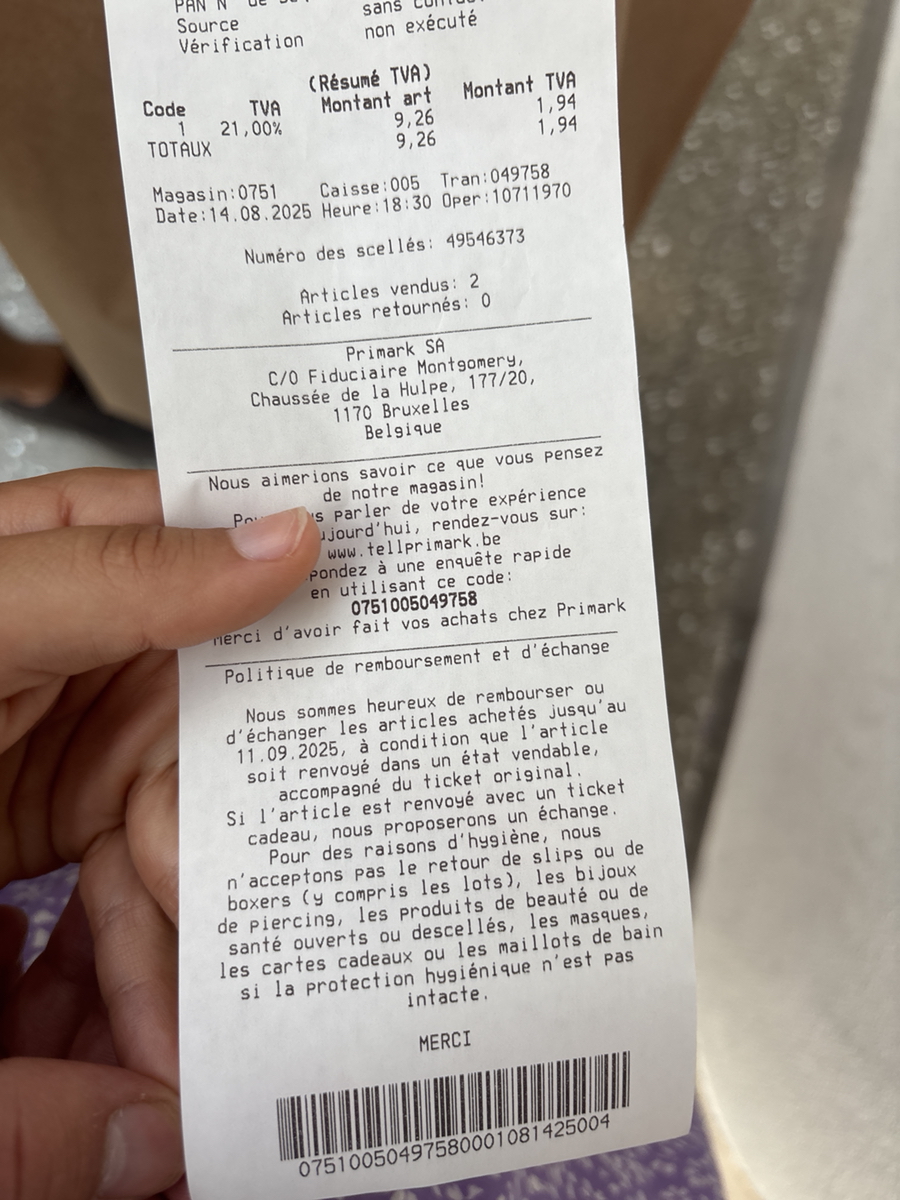 PAN N° de
Source sans
Vérification non exécuté
(Résumé TVA)
Code TVA Montant art Montant TVA
1 21,00% 9,26 1,94
TOTAUX 9,26 1,94
Magasin:0751 Caisse:005 Tran:049758
Date:14.08.2025 Heure:18:30 Oper:10711970
Numéro des scellés: 49546373
Articles vendus: 2
Articles retournés: 0
Primark SA
C/O Fiduciaire Montgomery,
Chaussée de la Hulpe, 177/20,
1170 Bruxelles
Belgique
Nous aimerions savoir ce que vous pensez
de notre magasin!
parler de votre expérience
rendez-vous sur:
www.tellprimark.be
à une enquête rapide
en utilisant ce code:
0751005049758
Merci d'avoir fait vos achats chez Primark
Politique de remboursement et d'échange
Nous sommes heureux de rembourser ou
d'échanger les articles achetés jusqu'au
11.09.2025, à condition que l'article
soit renvoyé dans un état vendable,
accompagné du ticket original.
Si l'article est renvoyé avec un ticket
cadeau, nous proposerons un échange.
Pour des raisons d'hygiène, nous
n'acceptons pas le retour de slips ou de
boxers (y compris les lots), les bijoux
de piercing, les produits de beauté ou de
santé ouverts ou descellés, les masques,
les cartes cadeaux ou les maillots de bain
si la protection hygiénique n'est pas
intacte.
MERCI
07510050497580001081425004